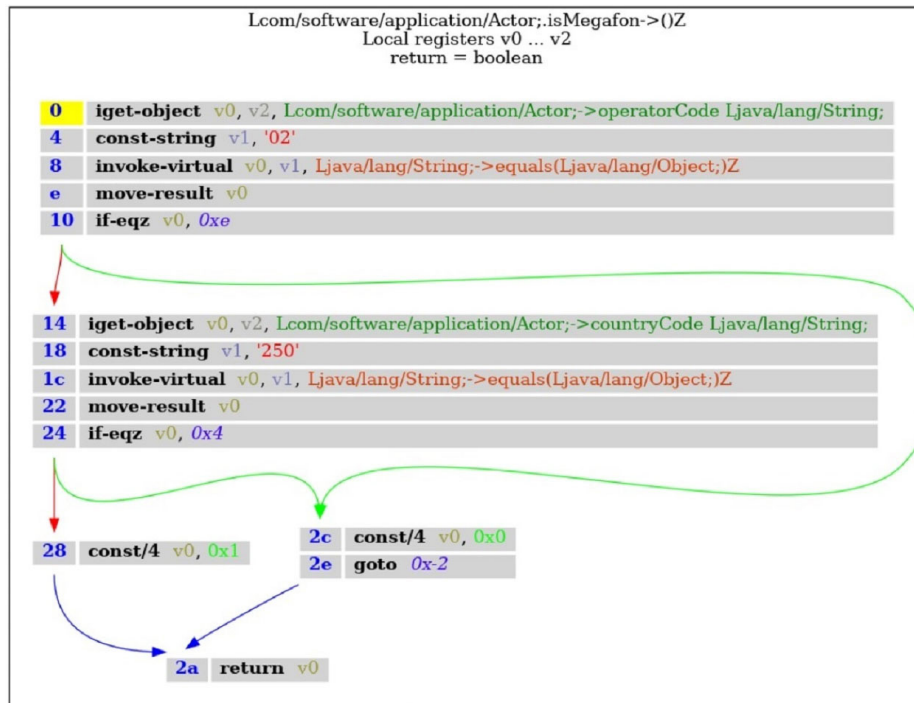 Lcom/software/application/Actor;.isMegafon->()Z
Local registers v0 ... v2
return = boolean
0 iget-object v0, v2, Lcom/software/application/Actor;->operatorCode Ljava/lang/String;
4 const-string v1, '02'
8 invoke-virtual v0, v1, Ljava/lang/String;->equals(Ljava/lang/Object;)Z
e move-result v0
10 if-eqz v0, 0xe
14 iget-object v0, v2, Lcom/software/application/Actor;->countryCode Ljava/lang/String;
18 const-string v1, '250'
1c invoke-virtual v0, v1, Ljava/lang/String;->equals(Ljava/lang/Object;)Z
22 move-result v0
24 if-eqz v0, 0x4
28 const/4 v0, 0x1
2c const/4 v0, 0x0
2e goto 0x-2
2a return v0